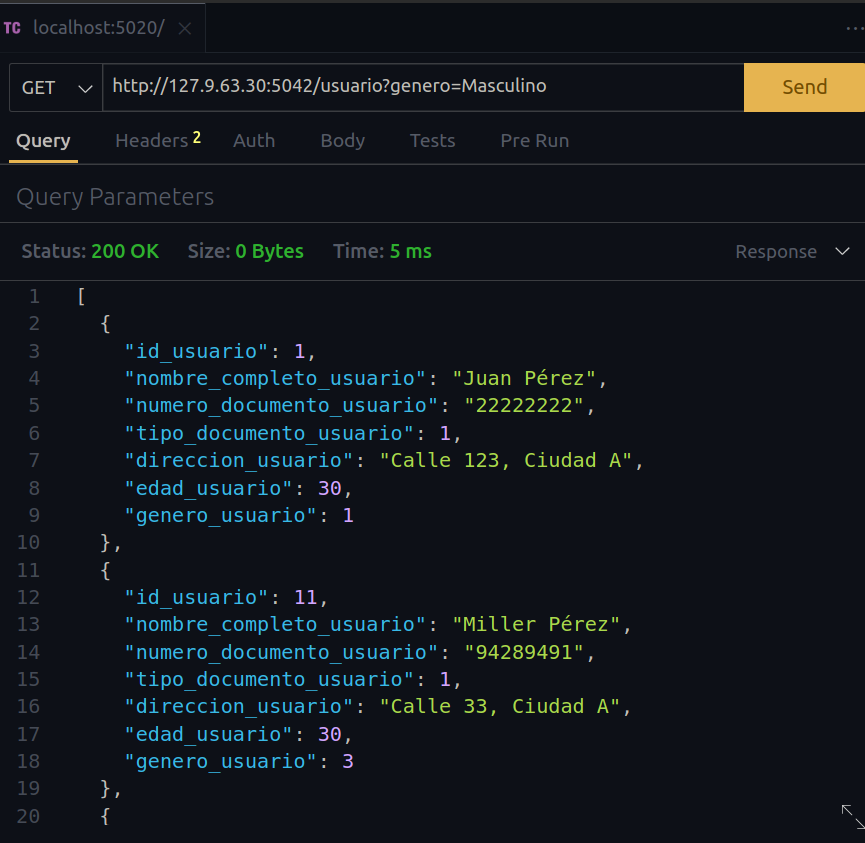 TC localhost:5020/
GET http://127.9.63.30:5042/usuario?genero=Masculino Send
Query Headers 2 Auth Body Tests Pre Run
Query Parameters
Status: 200 OK Size: 0 Bytes Time: 5 ms Response
1 [
2 {
3 "id_usuario": 1,
4 "nombre_completo_usuario": "Juan Pérez",
5 "numero_documento_usuario": "22222222",
6 "tipo_documento_usuario": 1,
7 "direccion_usuario": "Calle 123, Ciudad A",
8 "edad_usuario": 30,
9 "genero_usuario": 1
10 },
11 {
12 "id_usuario": 11,
13 "nombre_completo_usuario": "Miller Pérez",
14 "numero_documento_usuario": "94289491",
15 "tipo_documento_usuario": 1,
16 "direccion_usuario": "Calle 33, Ciudad A",
17 "edad_usuario": 30,
18 "genero_usuario": 3
19 },
20 {